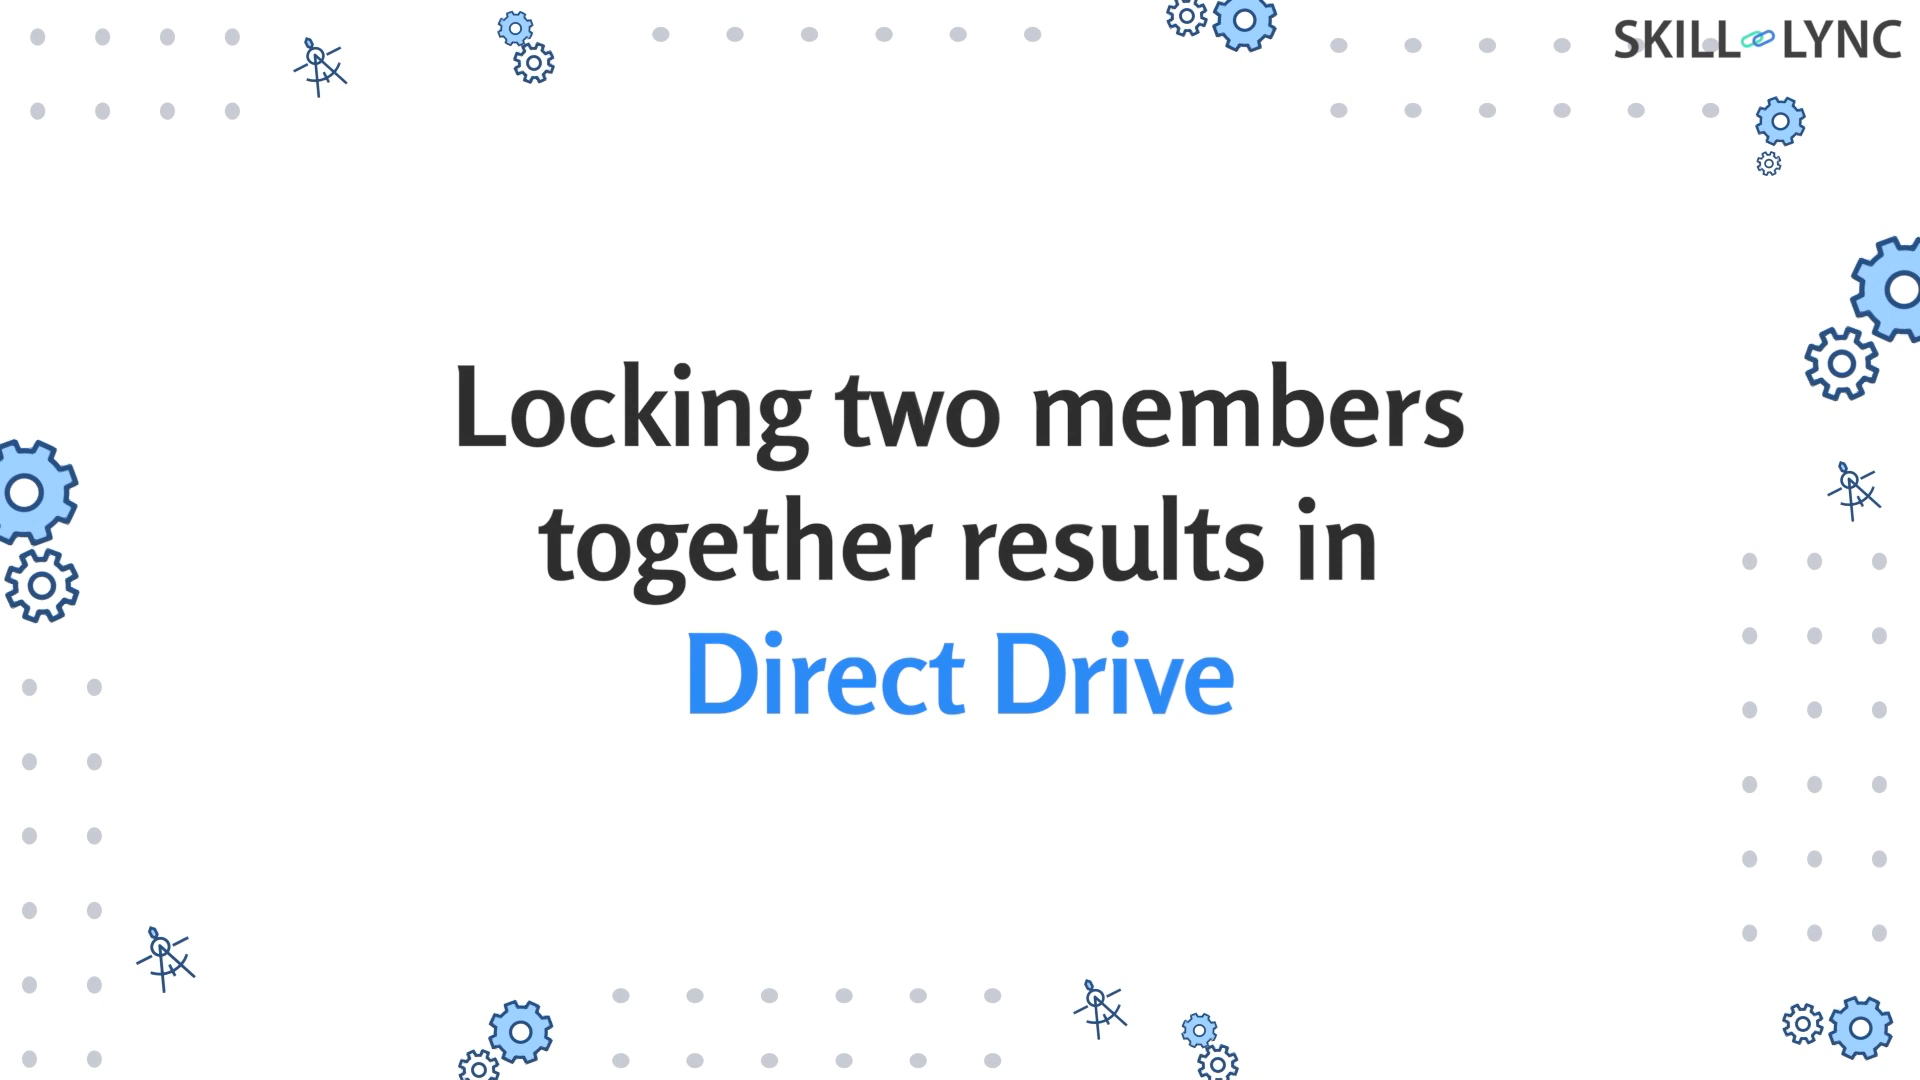 SKILL LYNC
Locking two members
together results in
Direct Drive